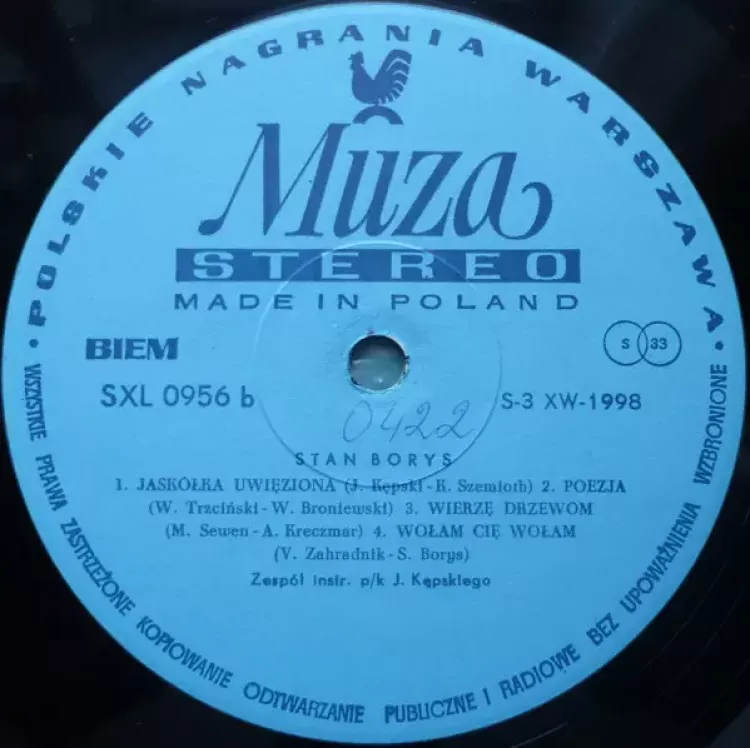 · POLSKIE NAGRANIA WARSZAWA ·
Muza
STEREO
MADE IN POLAND
BIEM
S 33
SXL 0956 b
S-3 XW-1998
0422
STAN BORYS
1. JASKÓŁKA UWIĘZIONA (J. Kępski-K. Szemioth) 2. POEZJA
(W. Trzciński-W. Broniewski) 3. WIERZĘ DRZEWOM
(M. Sewen-A. Kreczmar) 4. WOŁAM CIĘ WOŁAM
(V. Zahradnik-S. Borys)
Zespół instr. p/k J. Kępskiego
WSZYSTKIE PRAWA ZASTRZEŻONE KOPIOWANIE ODTWARZANIE PUBLICZNE I RADIOWE BEZ UPOWAŻNIENIA WZBRONIONE